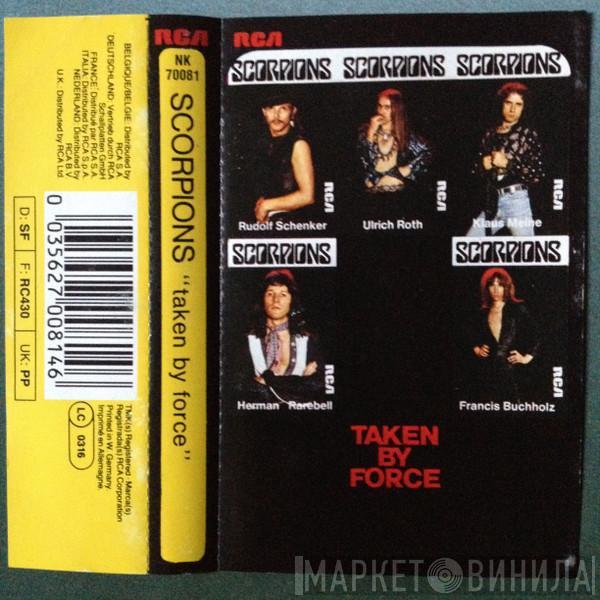 BELGIQUE/BELGIE: Distributed by
RCA S.A.
DEUTSCHLAND: Vertrieb durch RCA
Schallplatten GmbH
FRANCE: Distribué par RCA S.A.
ITALIA: Distributed by RCA S.p.A.
NEDERLAND: Distributed by
RCA B.V.
U.K.: Distributed by RCA Ltd.
0 035627 008146
D: SF
F: RC430
UK: PP
LC 0316
TMK(s) Registered · Marca(s)
Registrada(s) RCA Corporation
Printed in W. Germany.
Imprimé en Allemagne.
RCA
NK
70081
SCORPIONS "taken by force"
RCA
SCORPIONS SCORPIONS SCORPIONS
RCA
RCA
RCA
Rudolf Schenker
Ulrich Roth
Klaus Meine
SCORPIONS
SCORPIONS
RCA
RCA
Herman Rarebell
Francis Buchholz
TAKEN
BY
FORCE
МАРКЕТ ВИНИЛА